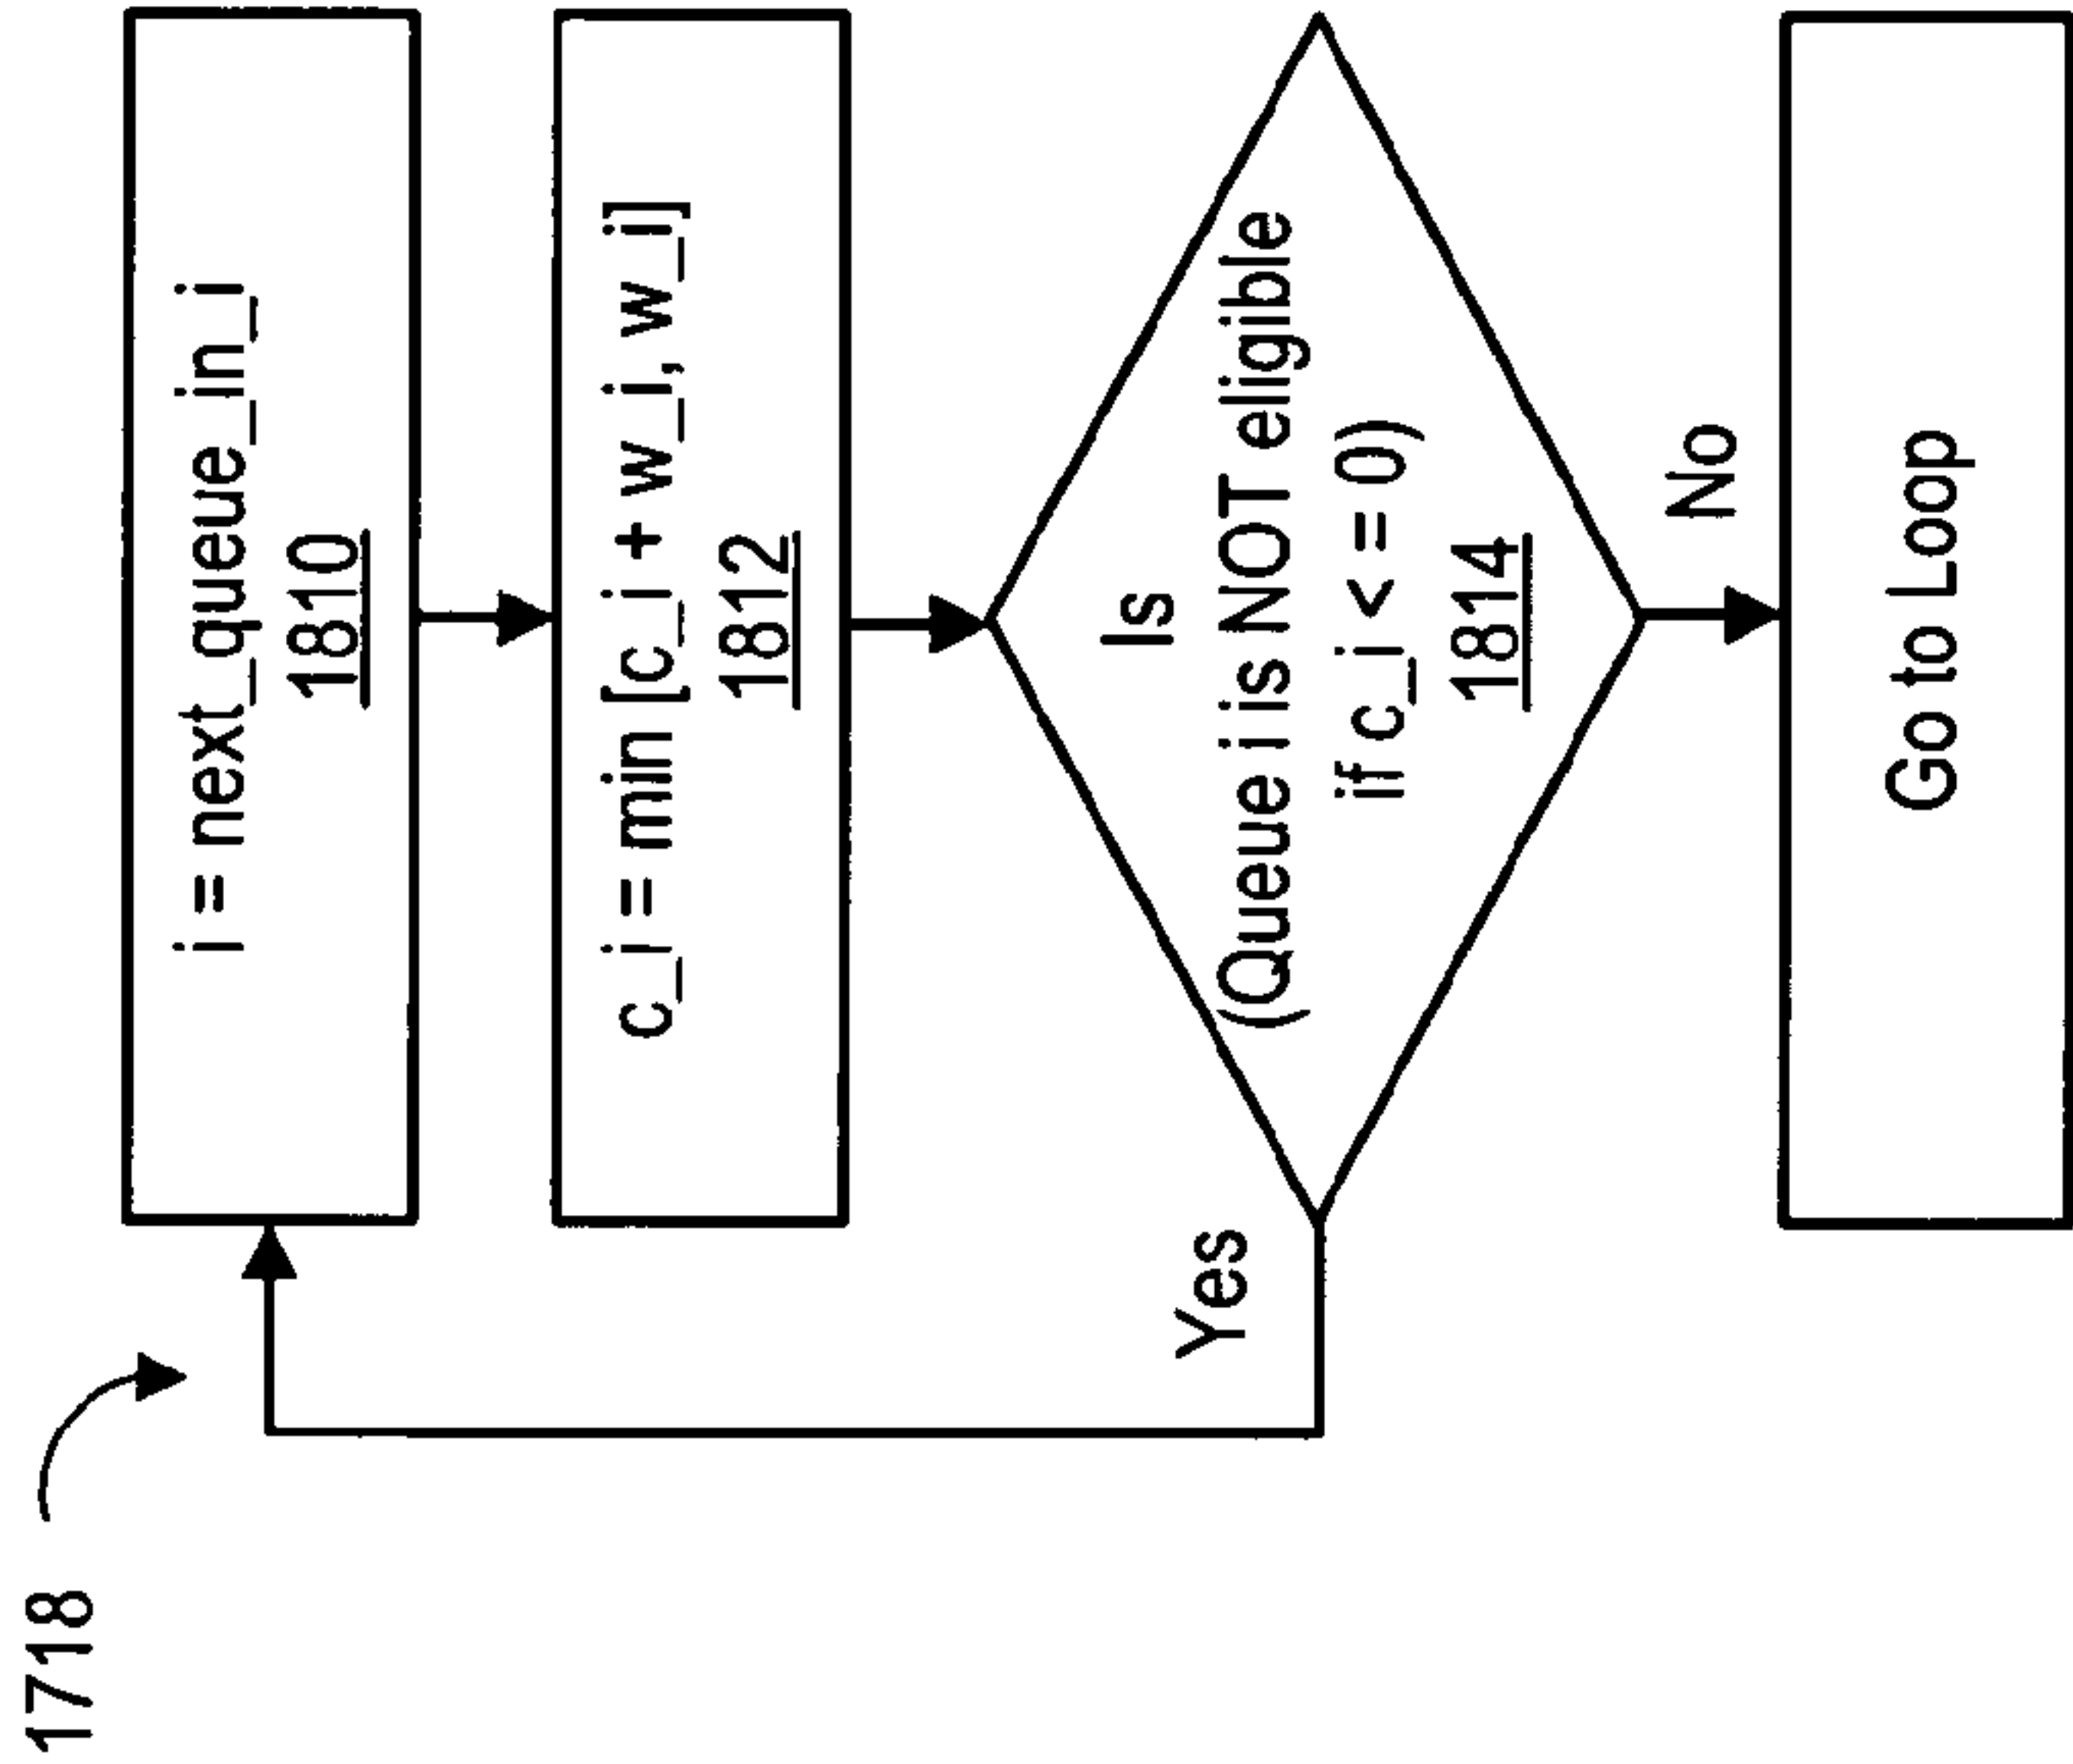 1718
i = next_queue_in_i
1810
c_i = min [c_i + w_i, w_i]
1812
Is
(Queue i is NOT eligible
if c_i < = 0)
1814
Yes
No
Go to Loop